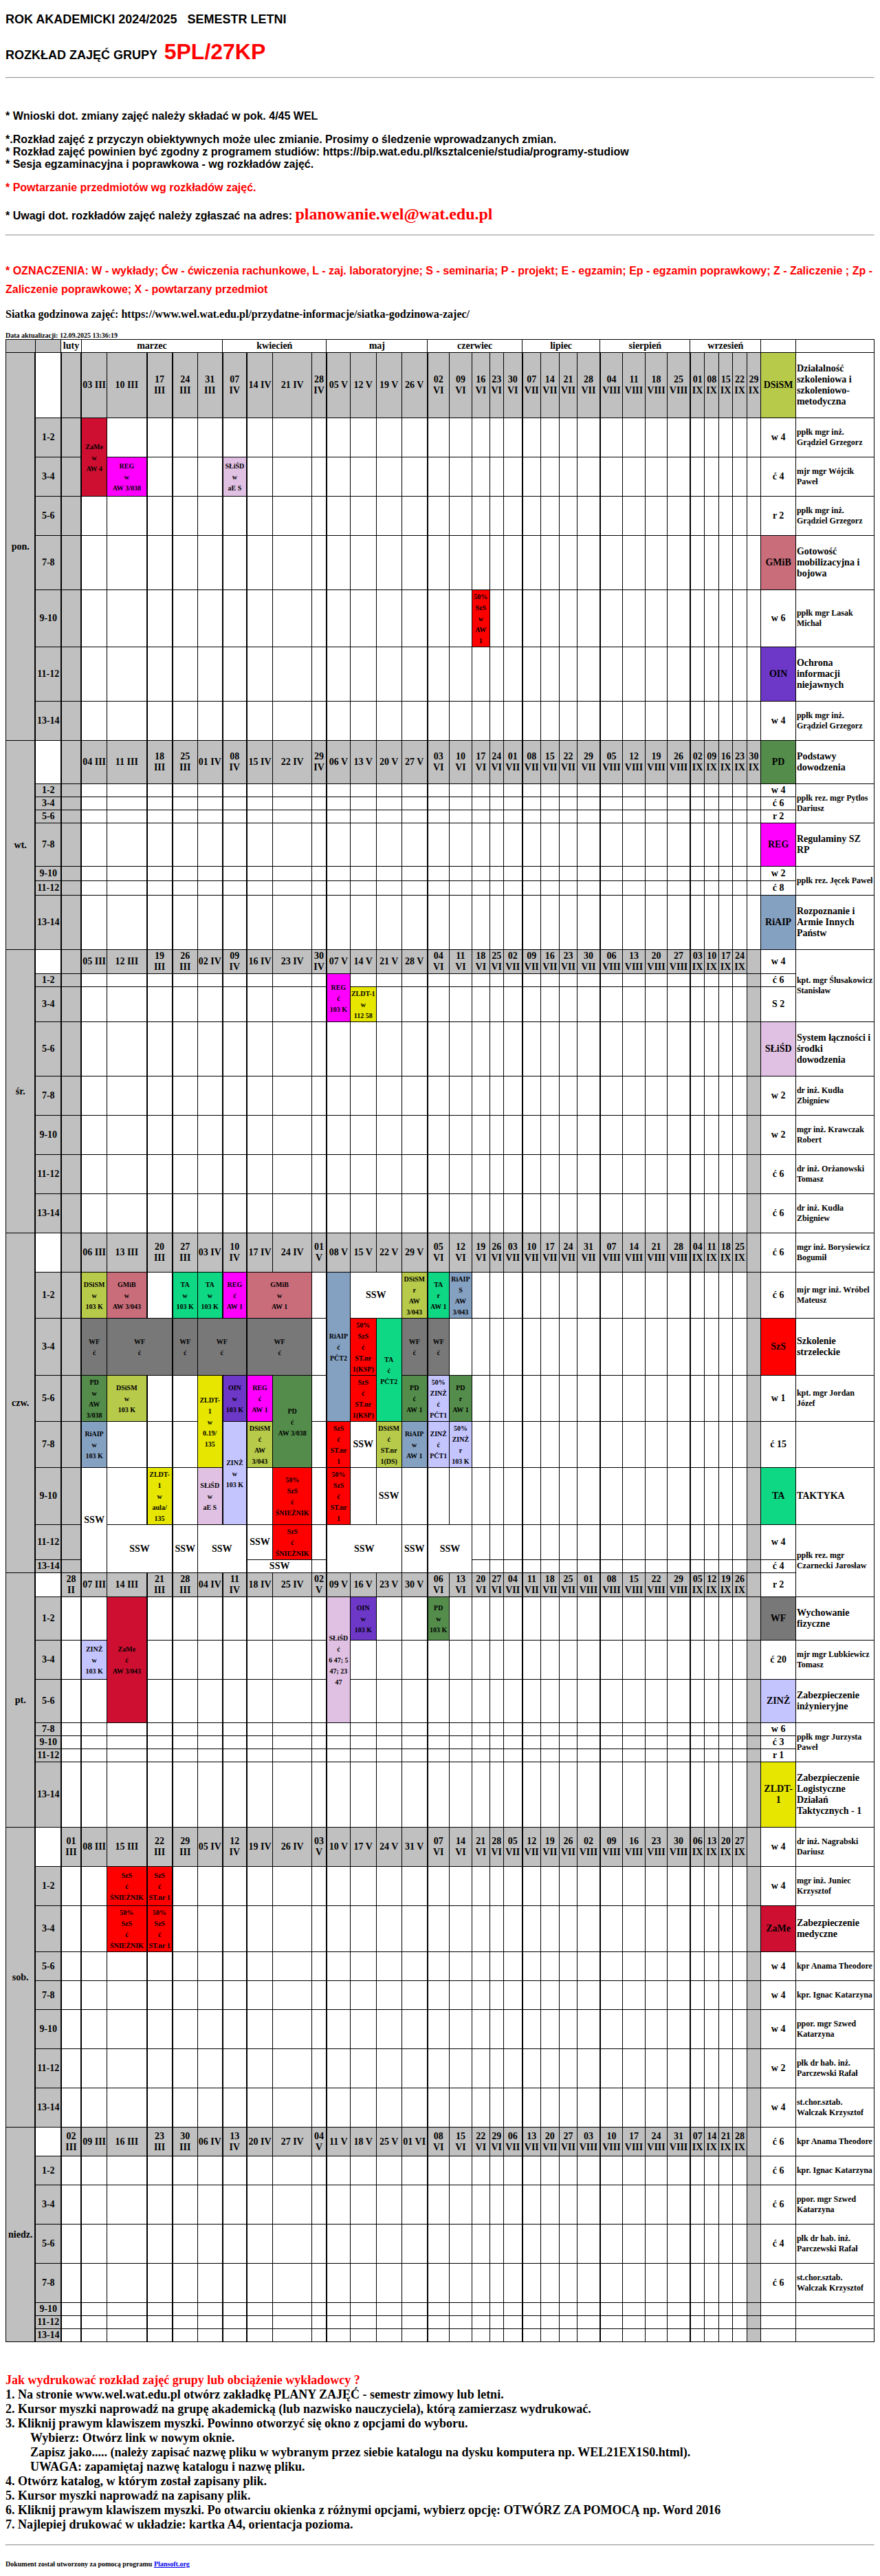 ROK AKADEMICKI 2024/2025 SEMESTR LETNI
ROZKŁAD ZAJĘĆ GRUPY 5PL/27KP
* Wnioski dot. zmiany zajęć należy składać w pok. 4/45 WEL
*.Rozkład zajęć z przyczyn obiektywnych może ulec zmianie. Prosimy o śledzenie wprowadzanych zmian.
* Rozkład zajęć powinien być zgodny z programem studiów: https://bip.wat.edu.pl/ksztalcenie/studia/programy-studiow
* Sesja egzaminacyjna i poprawkowa - wg rozkładów zajęć.
* Powtarzanie przedmiotów wg rozkładów zajęć.
* Uwagi dot. rozkładów zajęć należy zgłaszać na adres: planowanie.wel@wat.edu.pl
* OZNACZENIA: W - wykłady; Ćw - ćwiczenia rachunkowe, L - zaj. laboratoryjne; S - seminaria; P - projekt; E - egzamin; Ep - egzamin poprawkowy; Z - Zaliczenie ; Zp -
Zaliczenie poprawkowe; X - powtarzany przedmiot
Siatka godzinowa zajęć: https://www.wel.wat.edu.pl/przydatne-informacje/siatka-godzinowa-zajec/
Data aktualizacji: 12.09.2025 13:36:19
luty marzec kwiecień maj czerwiec lipiec sierpień wrzesień
pon. 03 III 10 III 17 III 24 III 31 III 07 IV 14 IV 21 IV 28 IV 05 V 12 V 19 V 26 V 02 VI 09 VI 16 VI 23 VI 30 VI 07 VII 14 VII 21 VII 28 VII 04 VIII 11 VIII 18 VIII 25 VIII 01 IX 08 IX 15 IX 22 IX 29 IX DSiSM Działalność szkoleniowa i szkoleniowo-metodyczna
1-2 ZaMe w AW 4 w 4 ppłk mgr inż. Grądziel Grzegorz
3-4 REG w AW 3/038 SŁiŚD w aE S ć 4 mjr mgr Wójcik Paweł
5-6 r 2 ppłk mgr inż. Grądziel Grzegorz
7-8 GMiB Gotowość mobilizacyjna i bojowa
9-10 50% SzS w AW 1 w 6 ppłk mgr Lasak Michał
11-12 OIN Ochrona informacji niejawnych
13-14 w 4 ppłk mgr inż. Grądziel Grzegorz
wt. 04 III 11 III 18 III 25 III 01 IV 08 IV 15 IV 22 IV 29 IV 06 V 13 V 20 V 27 V 03 VI 10 VI 17 VI 24 VI 01 VII 08 VII 15 VII 22 VII 29 VII 05 VIII 12 VIII 19 VIII 26 VIII 02 IX 09 IX 16 IX 23 IX 30 IX PD Podstawy dowodzenia
1-2 w 4 ppłk rez. mgr Pytlos Dariusz
3-4 ć 6
5-6 r 2
7-8 REG Regulaminy SZ RP
9-10 w 2 ppłk rez. Jęcek Paweł
11-12 ć 8
13-14 RiAIP Rozpoznanie i Armie Innych Państw
śr. 05 III 12 III 19 III 26 III 02 IV 09 IV 16 IV 23 IV 30 IV 07 V 14 V 21 V 28 V 04 VI 11 VI 18 VI 25 VI 02 VII 09 VII 16 VII 23 VII 30 VII 06 VIII 13 VIII 20 VIII 27 VIII 03 IX 10 IX 17 IX 24 IX w 4 kpt. mgr Ślusakowicz Stanisław
1-2 REG ć 103 K ć 6
3-4 ZLDT-1 w 112 58 S 2
5-6 SŁiŚD System łączności i środki dowodzenia
7-8 w 2 dr inż. Kudła Zbigniew
9-10 w 2 mgr inż. Krawczak Robert
11-12 ć 6 dr inż. Orżanowski Tomasz
13-14 ć 6 dr inż. Kudła Zbigniew
czw. 06 III 13 III 20 III 27 III 03 IV 10 IV 17 IV 24 IV 01 V 08 V 15 V 22 V 29 V 05 VI 12 VI 19 VI 26 VI 03 VII 10 VII 17 VII 24 VII 31 VII 07 VIII 14 VIII 21 VIII 28 VIII 04 IX 11 IX 18 IX 25 IX ć 6 mgr inż. Borysiewicz Bogumił
1-2 DSiSM w 103 K GMiB w AW 3/043 TA w 103 K TA w 103 K REG ć AW 1 GMiB w AW 1 RiAIP ć PĆT2 SSW DSiSM r AW 3/043 TA r AW 1 RiAIP S AW 3/043 ć 6 mjr mgr inż. Wróbel Mateusz
3-4 WF ć WF ć WF ć WF ć WF ć 50% SzS ć ST.nr 1(KSP) TA ć PĆT2 WF ć WF ć SzS Szkolenie strzeleckie
5-6 PD w AW 3/038 DSiSM w 103 K ZLDT-1 w 0.19/ 135 OIN w 103 K REG ć AW 1 PD ć AW 3/038 SzS ć ST.nr 1(KSP) PD ć AW 1 50% ZINŻ ć PĆT1 PD r AW 1 w 1 kpt. mgr Jordan Józef
7-8 RiAIP w 103 K ZINŻ w 103 K DSiSM ć AW 3/043 SzS ć ST.nr 1 SSW DSiSM ć ST.nr 1(DS) RiAIP w AW 1 ZINŻ ć PĆT1 50% ZINŻ r 103 K ć 15
9-10 SSW ZLDT-1 w aula/ 135 SŁiŚD w aE S 50% SzS ć ŚNIEŻNIK 50% SzS ć ST.nr 1 SSW TA TAKTYKA
11-12 SSW SSW SSW SSW SzS ć ŚNIEŻNIK SSW SSW SSW w 4 ppłk rez. mgr Czarnecki Jarosław
13-14 SSW ć 4
pt. 28 II 07 III 14 III 21 III 28 III 04 IV 11 IV 18 IV 25 IV 02 V 09 V 16 V 23 V 30 V 06 VI 13 VI 20 VI 27 VI 04 VII 11 VII 18 VII 25 VII 01 VIII 08 VIII 15 VIII 22 VIII 29 VIII 05 IX 12 IX 19 IX 26 IX r 2
1-2 ZaMe ć AW 3/043 SŁiŚD ć 6 47; 5 47; 23 47 OIN w 103 K PD w 103 K WF Wychowanie fizyczne
3-4 ZINŻ w 103 K ć 20 mjr mgr Lubkiewicz Tomasz
5-6 ZINŻ Zabezpieczenie inżynieryjne
7-8 w 6 ppłk mgr Jurzysta Paweł
9-10 ć 3
11-12 r 1
13-14 ZLDT-1 Zabezpieczenie Logistyczne Działań Taktycznych - 1
sob. 01 III 08 III 15 III 22 III 29 III 05 IV 12 IV 19 IV 26 IV 03 V 10 V 17 V 24 V 31 V 07 VI 14 VI 21 VI 28 VI 05 VII 12 VII 19 VII 26 VII 02 VIII 09 VIII 16 VIII 23 VIII 30 VIII 06 IX 13 IX 20 IX 27 IX w 4 dr inż. Nagrabski Dariusz
1-2 SzS ć ŚNIEŻNIK SzS ć ST.nr 1 w 4 mgr inż. Juniec Krzysztof
3-4 50% SzS ć ŚNIEŻNIK 50% SzS ć ST.nr 1 ZaMe Zabezpieczenie medyczne
5-6 w 4 kpr Anama Theodore
7-8 w 4 kpr. Ignac Katarzyna
9-10 w 4 ppor. mgr Szwed Katarzyna
11-12 w 2 płk dr hab. inż. Parczewski Rafał
13-14 w 4 st.chor.sztab. Walczak Krzysztof
niedz. 02 III 09 III 16 III 23 III 30 III 06 IV 13 IV 20 IV 27 IV 04 V 11 V 18 V 25 V 01 VI 08 VI 15 VI 22 VI 29 VI 06 VII 13 VII 20 VII 27 VII 03 VIII 10 VIII 17 VIII 24 VIII 31 VIII 07 IX 14 IX 21 IX 28 IX ć 6 kpr Anama Theodore
1-2 ć 6 kpr. Ignac Katarzyna
3-4 ć 6 ppor. mgr Szwed Katarzyna
5-6 ć 4 płk dr hab. inż. Parczewski Rafał
7-8 ć 6 st.chor.sztab. Walczak Krzysztof
9-10
11-12
13-14
Jak wydrukować rozkład zajęć grupy lub obciążenie wykładowcy ?
1. Na stronie www.wel.wat.edu.pl otwórz zakładkę PLANY ZAJĘĆ - semestr zimowy lub letni.
2. Kursor myszki naprowadź na grupę akademicką (lub nazwisko nauczyciela), którą zamierzasz wydrukować.
3. Kliknij prawym klawiszem myszki. Powinno otworzyć się okno z opcjami do wyboru.
Wybierz: Otwórz link w nowym oknie.
Zapisz jako..... (należy zapisać nazwę pliku w wybranym przez siebie katalogu na dysku komputera np. WEL21EX1S0.html).
UWAGA: zapamiętaj nazwę katalogu i nazwę pliku.
4. Otwórz katalog, w którym został zapisany plik.
5. Kursor myszki naprowadź na zapisany plik.
6. Kliknij prawym klawiszem myszki. Po otwarciu okienka z różnymi opcjami, wybierz opcję: OTWÓRZ ZA POMOCĄ np. Word 2016
7. Najlepiej drukować w układzie: kartka A4, orientacja pozioma.
Dokument został utworzony za pomocą programu Plansoft.org